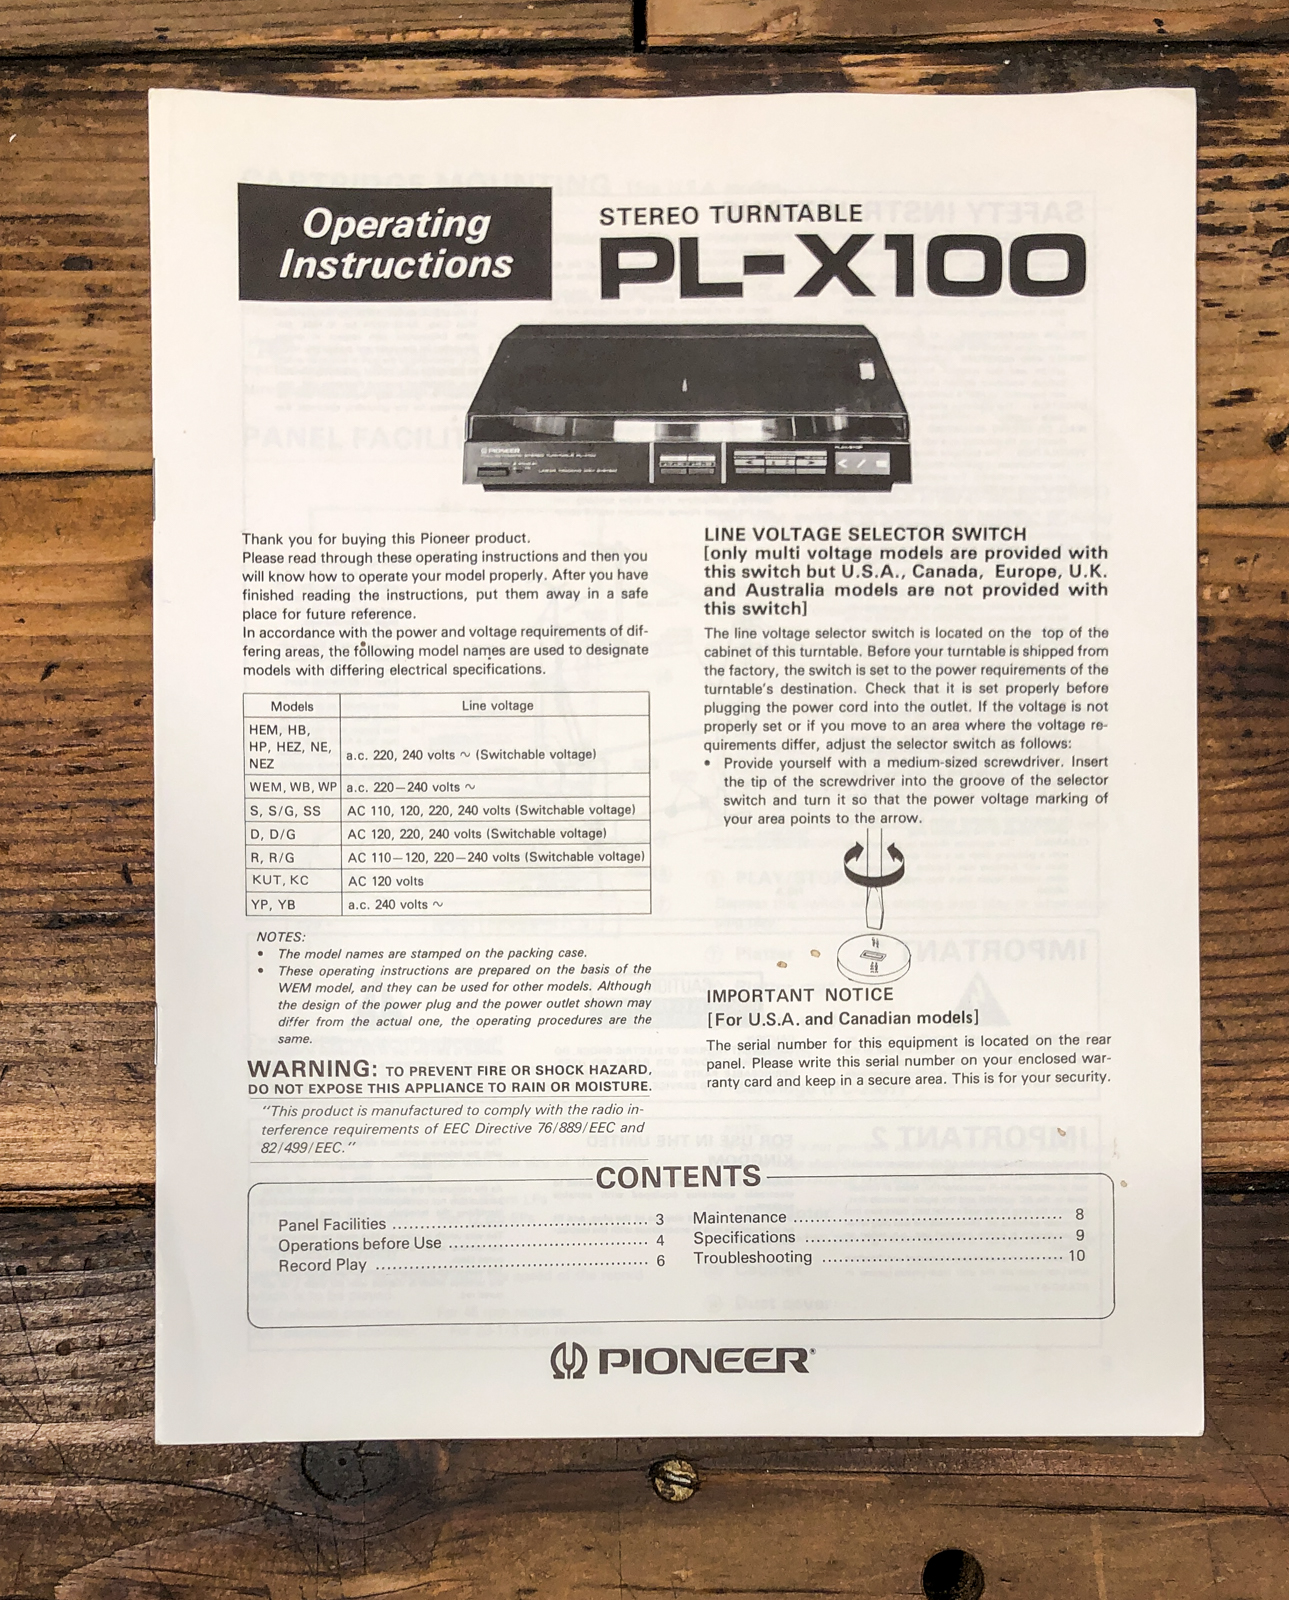 Operating
Instructions
STEREO TURNTABLE
PL-X100
PIONEER
Thank you for buying this Pioneer product.
Please read through these operating instructions and then you
will know how to operate your model properly. After you have
finished reading the instructions, put them away in a safe
place for future reference.
In accordance with the power and voltage requirements of dif-
fering areas, the following model names are used to designate
models with differing electrical specifications.
Models Line voltage
HEM, HB,
HP, HEZ, NE,
NEZ
a.c. 220, 240 volts ~ (Switchable voltage)
WEM, WB, WP a.c. 220–240 volts ~
S, S/G, SS AC 110, 120, 220, 240 volts (Switchable voltage)
D, D/G AC 120, 220, 240 volts (Switchable voltage)
R, R/G AC 110–120, 220–240 volts (Switchable voltage)
KUT, KC AC 120 volts
YP, YB a.c. 240 volts ~
NOTES:
• The model names are stamped on the packing case.
• These operating instructions are prepared on the basis of the
WEM model, and they can be used for other models. Although
the design of the power plug and the power outlet shown may
differ from the actual one, the operating procedures are the
same.
WARNING: TO PREVENT FIRE OR SHOCK HAZARD,
DO NOT EXPOSE THIS APPLIANCE TO RAIN OR MOISTURE.
"This product is manufactured to comply with the radio in-
terference requirements of EEC Directive 76/889/EEC and
82/499/EEC."
LINE VOLTAGE SELECTOR SWITCH
[only multi voltage models are provided with
this switch but U.S.A., Canada, Europe, U.K.
and Australia models are not provided with
this switch]
The line voltage selector switch is located on the top of the
cabinet of this turntable. Before your turntable is shipped from
the factory, the switch is set to the power requirements of the
turntable's destination. Check that it is set properly before
plugging the power cord into the outlet. If the voltage is not
properly set or if you move to an area where the voltage re-
quirements differ, adjust the selector switch as follows:
• Provide yourself with a medium-sized screwdriver. Insert
the tip of the screwdriver into the groove of the selector
switch and turn it so that the power voltage marking of
your area points to the arrow.
IMPORTANT NOTICE
[For U.S.A. and Canadian models]
The serial number for this equipment is located on the rear
panel. Please write this serial number on your enclosed war-
ranty card and keep in a secure area. This is for your security.
CONTENTS
Panel Facilities ........................................ 3
Operations before Use ........................................ 4
Record Play ........................................ 6
Maintenance ........................................ 8
Specifications ........................................ 9
Troubleshooting ........................................ 10
PIONEER®